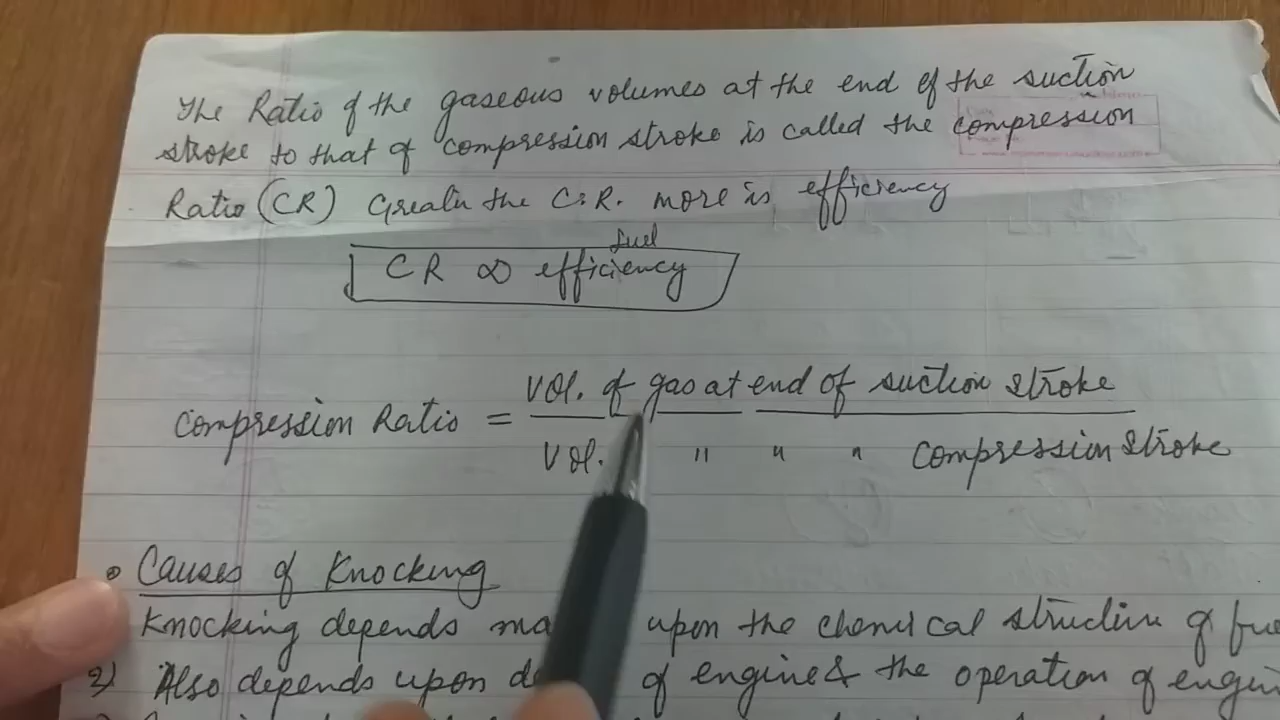 The Ratio of the gaseous volumes at the end of the suction
stroke to that of compression stroke is called the compression
Ratio (CR) Greater the C.R. more is efficiency
fuel
CR ∝ efficiency
Compression Ratio = vol. of gas at end of suction stroke
vol. " " " compression stroke
Causes of Knocking
Knocking depends upon the chemical structure of
2) Also depends upon of engine & the operation of